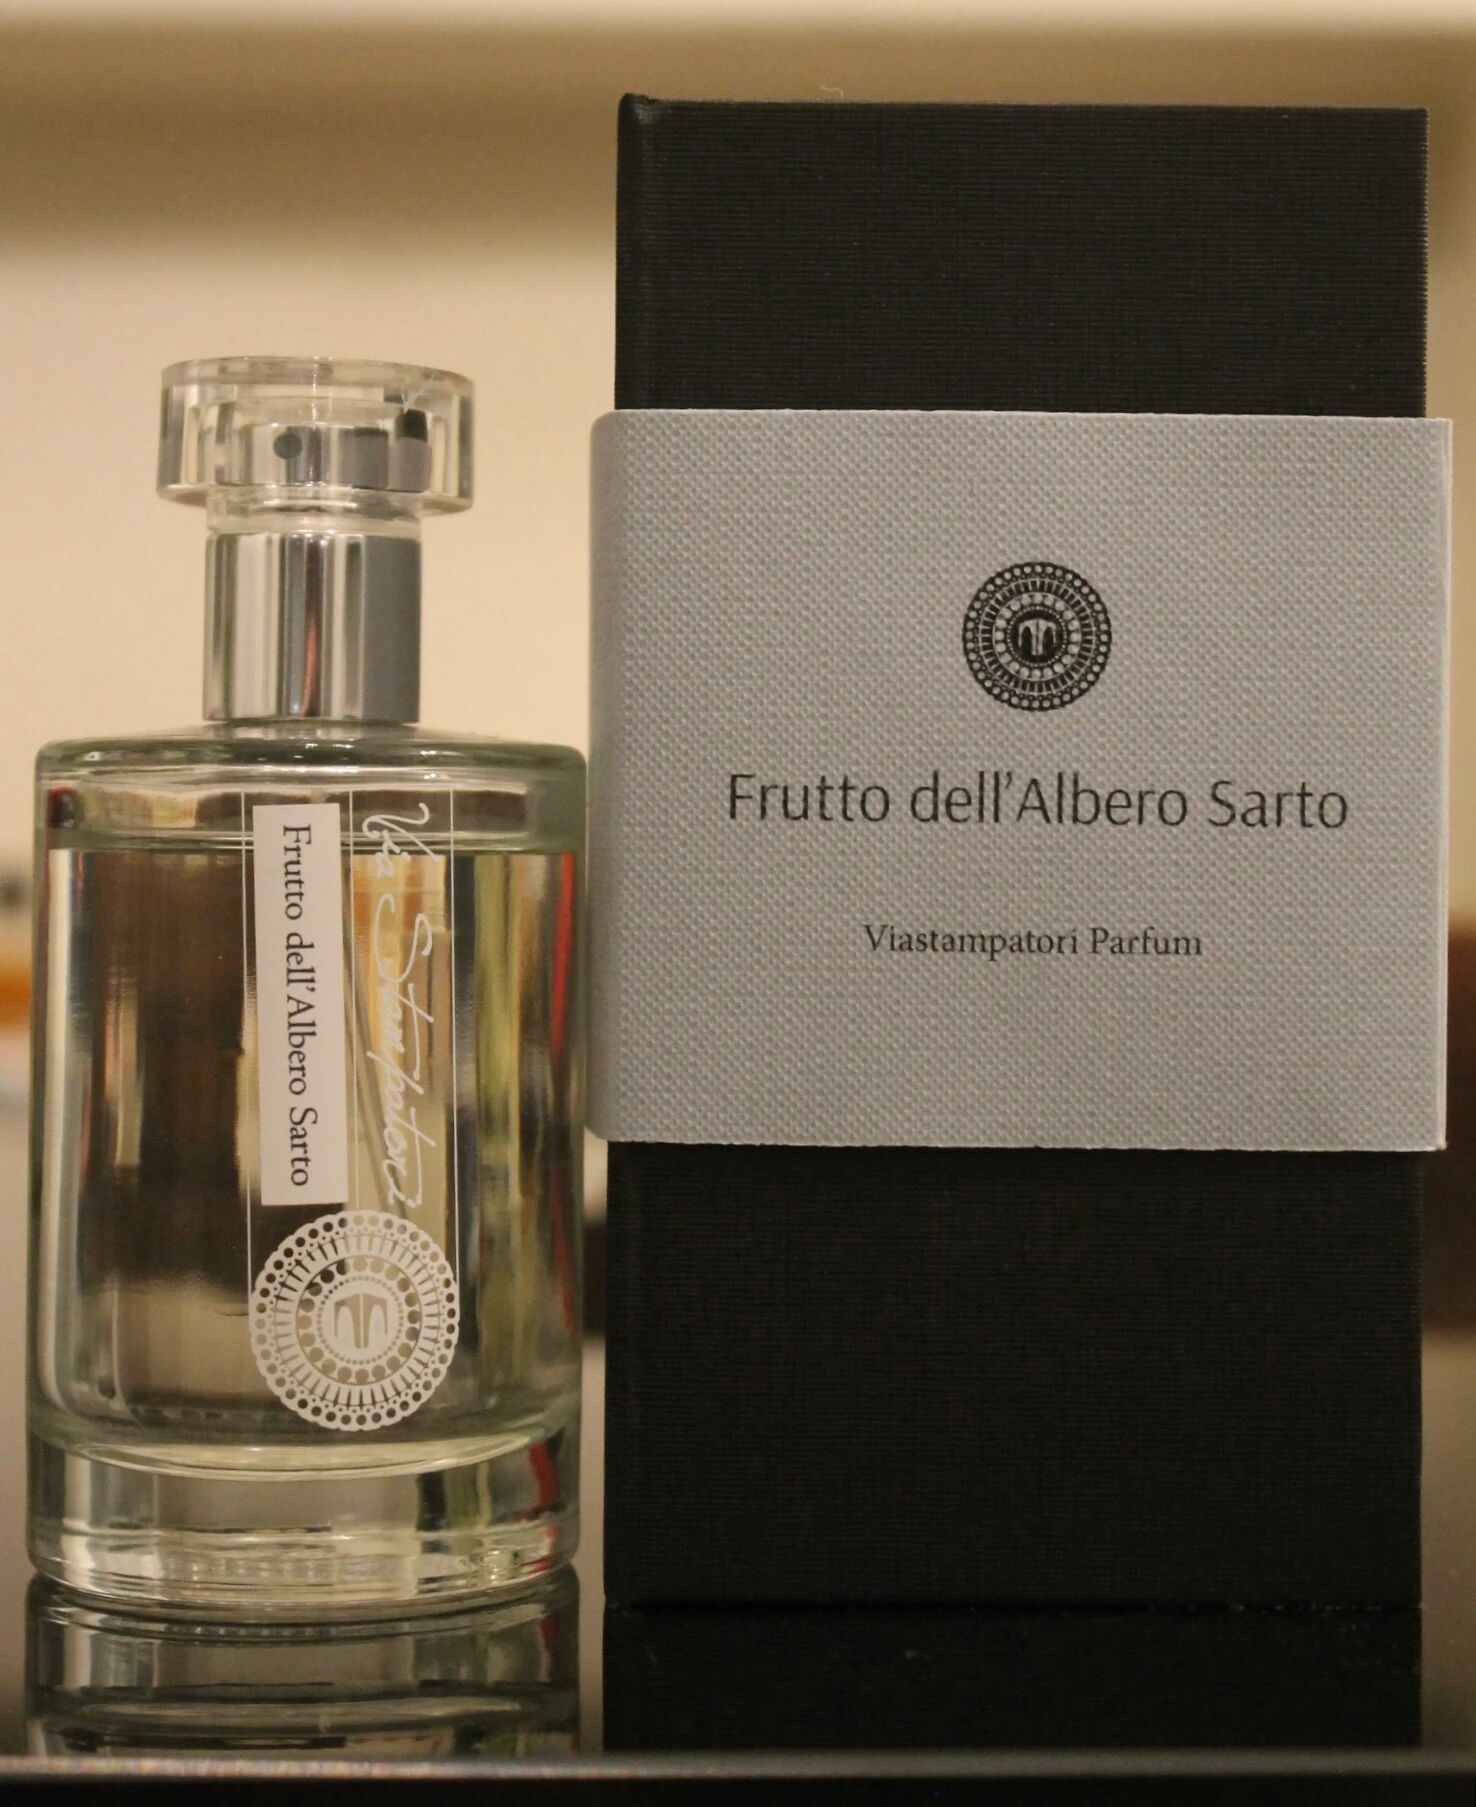 Frutto dell'Albero Sarto
Via Stampatori
Frutto dell'Albero Sarto
Viastampatori Parfum